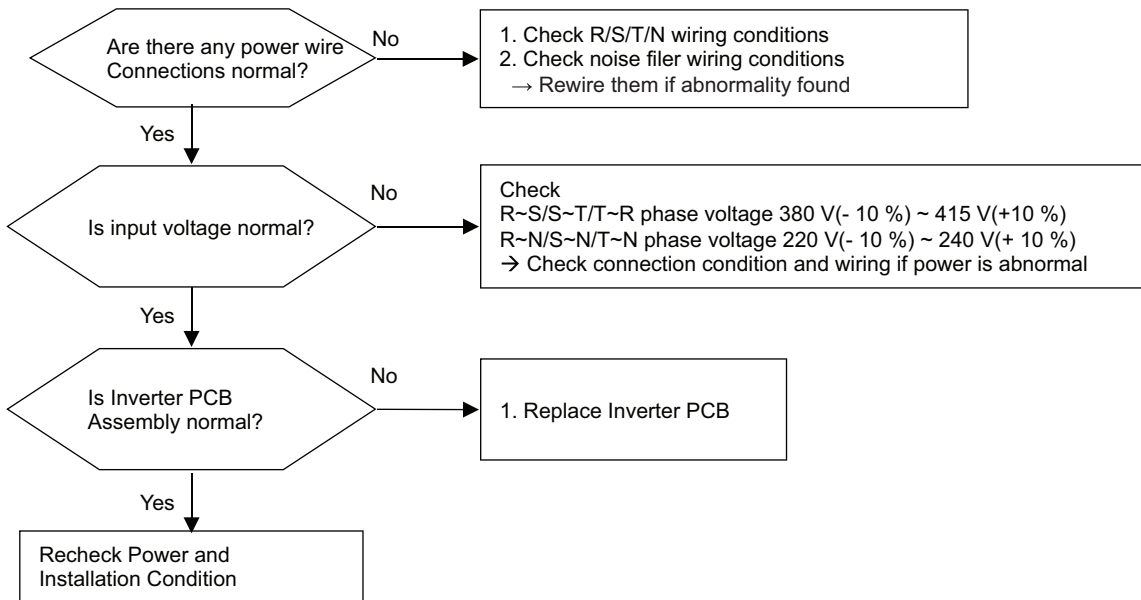 Are there any power wire
Connections normal?
No
1. Check R/S/T/N wiring conditions
2. Check noise filer wiring conditions
→ Rewire them if abnormality found
Yes
Is input voltage normal?
No
Check
R~S/S~T/T~R phase voltage 380 V(- 10 %) ~ 415 V(+10 %)
R~N/S~N/T~N phase voltage 220 V(- 10 %) ~ 240 V(+ 10 %)
→ Check connection condition and wiring if power is abnormal
Yes
Is Inverter PCB
Assembly normal?
No
1. Replace Inverter PCB
Yes
Recheck Power and
Installation Condition